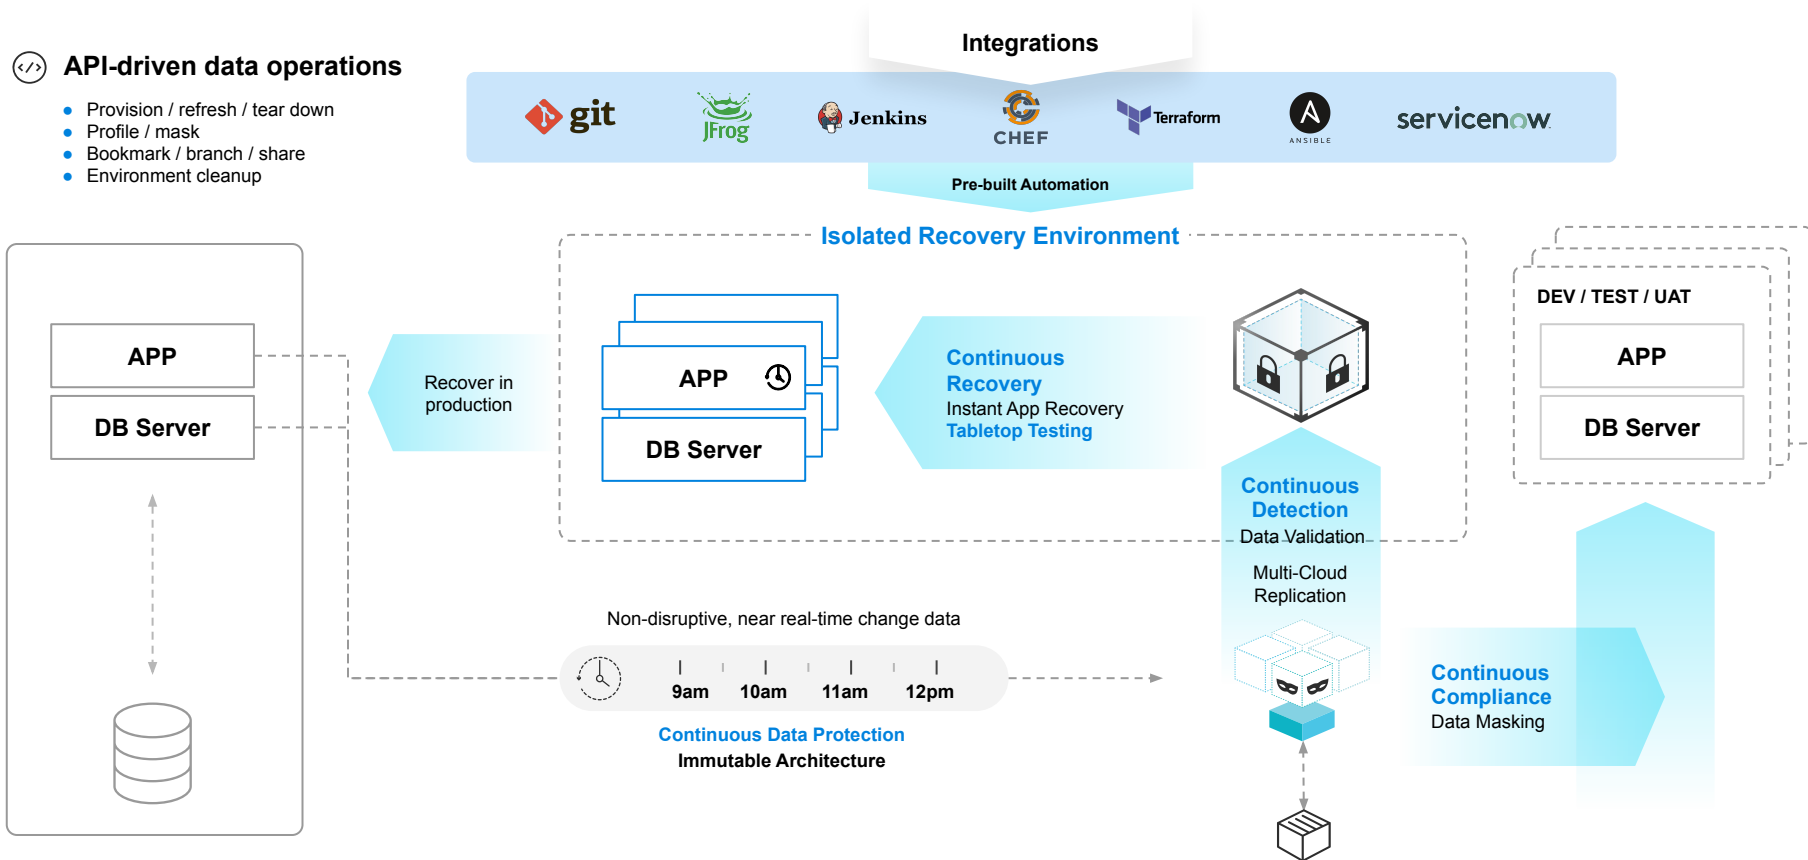 Integrations
API-driven data operations
Provision / refresh / tear down
Profile / mask
Bookmark / branch / share
Environment cleanup
git
JFrog
Jenkins
CHEF
Terraform
ANSIBLE
servicenow
Pre-built Automation
Isolated Recovery Environment
APP
DB Server
Recover in
production
APP
DB Server
Continuous
Recovery
Instant App Recovery
Tabletop Testing
Continuous
Detection
Data Validation
Multi-Cloud
Replication
DEV / TEST / UAT
APP
DB Server
Non-disruptive, near real-time change data
9am
10am
11am
12pm
Continuous Data Protection
Immutable Architecture
Continuous
Compliance
Data Masking